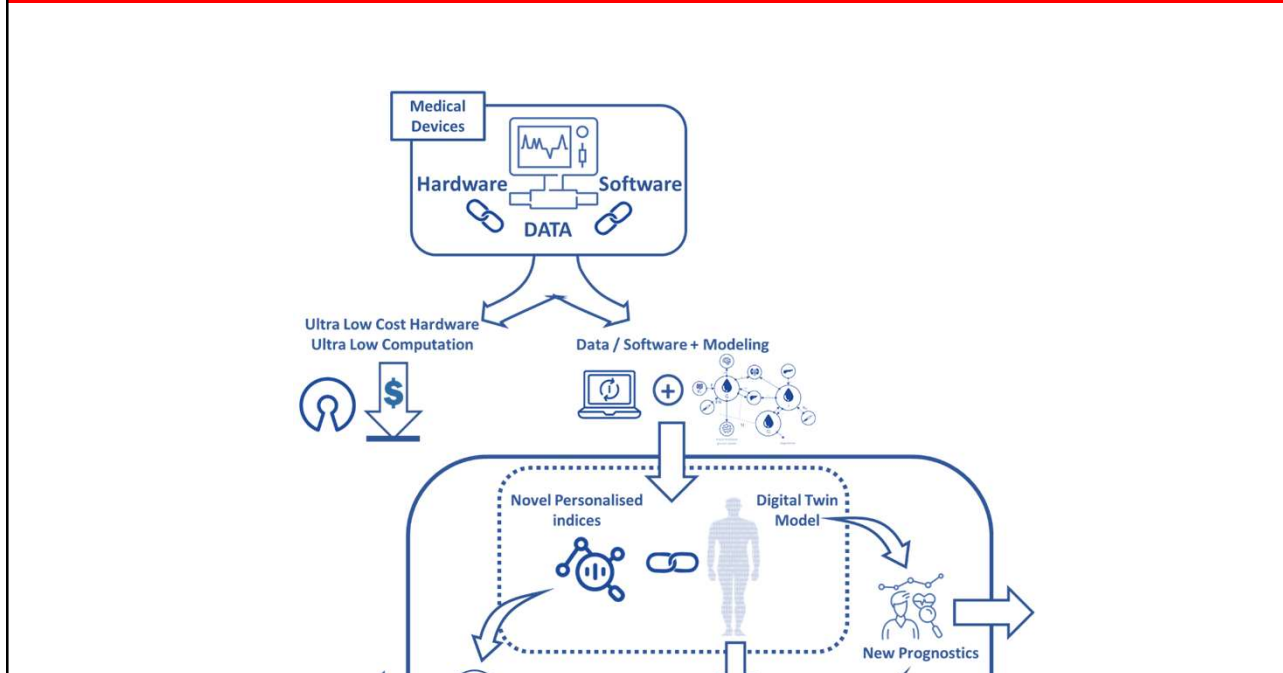 Medical
Devices
Hardware
Software
DATA
Ultra Low Cost Hardware
Ultra Low Computation
Data / Software + Modeling
$
Novel Personalised
indices
Digital Twin
Model
New Prognostics